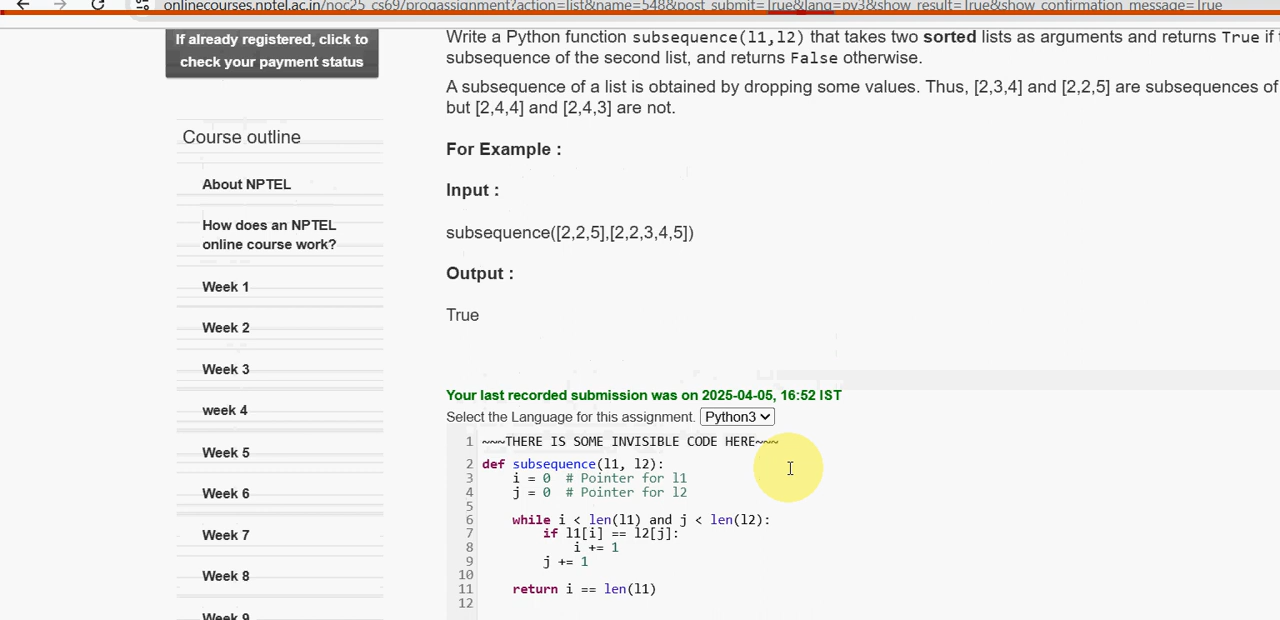 onlinecourses.nptel.ac.in/noc25_cs69/progassignment?action=list&name=548&post_submit=True&lang=py3&show_result=True&show_confirmation_message=True
If already registered, click to
check your payment status
Course outline
About NPTEL
How does an NPTEL
online course work?
Week 1
Week 2
Week 3
week 4
Week 5
Week 6
Week 7
Week 8
Week 9
Write a Python function subsequence(l1,l2) that takes two sorted lists as arguments and returns True if
subsequence of the second list, and returns False otherwise.
A subsequence of a list is obtained by dropping some values. Thus, [2,3,4] and [2,2,5] are subsequences of
but [2,4,4] and [2,4,3] are not.
For Example :
Input :
subsequence([2,2,5],[2,2,3,4,5])
Output :
True
Your last recorded submission was on 2025-04-05, 16:52 IST
Select the Language for this assignment. Python3
1 ~~~THERE IS SOME INVISIBLE CODE HERE~~~
2 def subsequence(l1, l2):
3 i = 0 # Pointer for l1
4 j = 0 # Pointer for l2
5
6 while i < len(l1) and j < len(l2):
7 if l1[i] == l2[j]:
8 i += 1
9 j += 1
10
11 return i == len(l1)
12